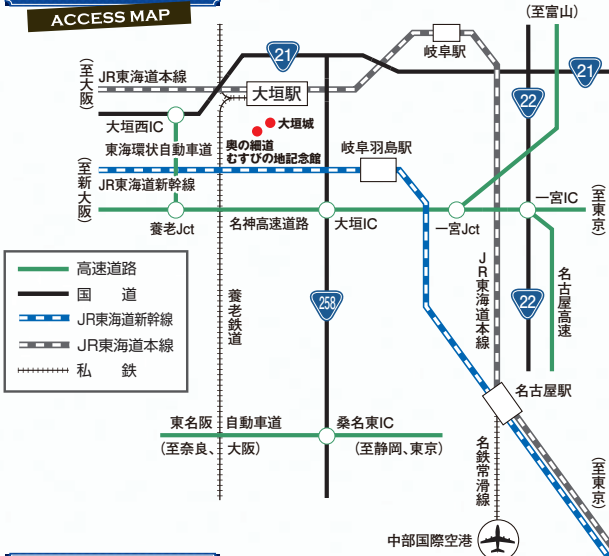 ACCESS MAP
(至富山)
岐阜駅
21
21
(至大阪)
JR東海道本線
大垣駅
22
大垣西IC
大垣城
奥の細道
むすびの地記念館
東海環状自動車道
岐阜羽島駅
(至新大阪)
JR東海道新幹線
一宮IC
(至東京)
養老Jct
名神高速道路
大垣IC
一宮Jct
高速道路
国 道
JR東海道新幹線
JR東海道本線
私 鉄
養老鉄道
258
JR東海道本線
22
名古屋高速
名古屋駅
東名阪 自動車道
桑名東IC
(至奈良、大阪)
(至静岡、東京)
名鉄常滑線
(至東京)
中部国際空港